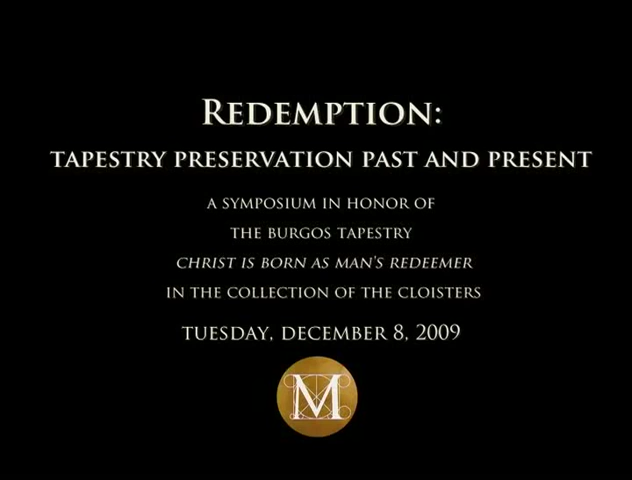 REDEMPTION:
TAPESTRY PRESERVATION PAST AND PRESENT
A SYMPOSIUM IN HONOR OF
THE BURGOS TAPESTRY
CHRIST IS BORN AS MAN'S REDEEMER
IN THE COLLECTION OF THE CLOISTERS
TUESDAY, DECEMBER 8, 2009
M